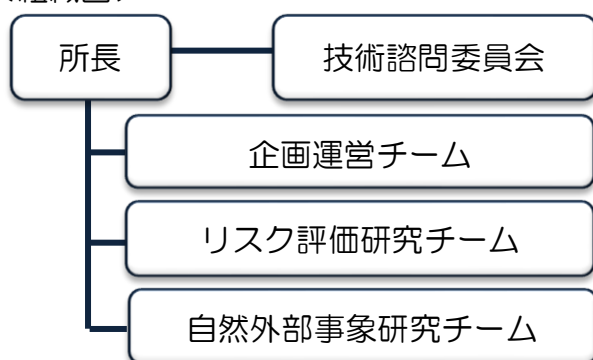 所長
技術諮問委員会
企画運営チーム
リスク評価研究チーム
自然外部事象研究チーム